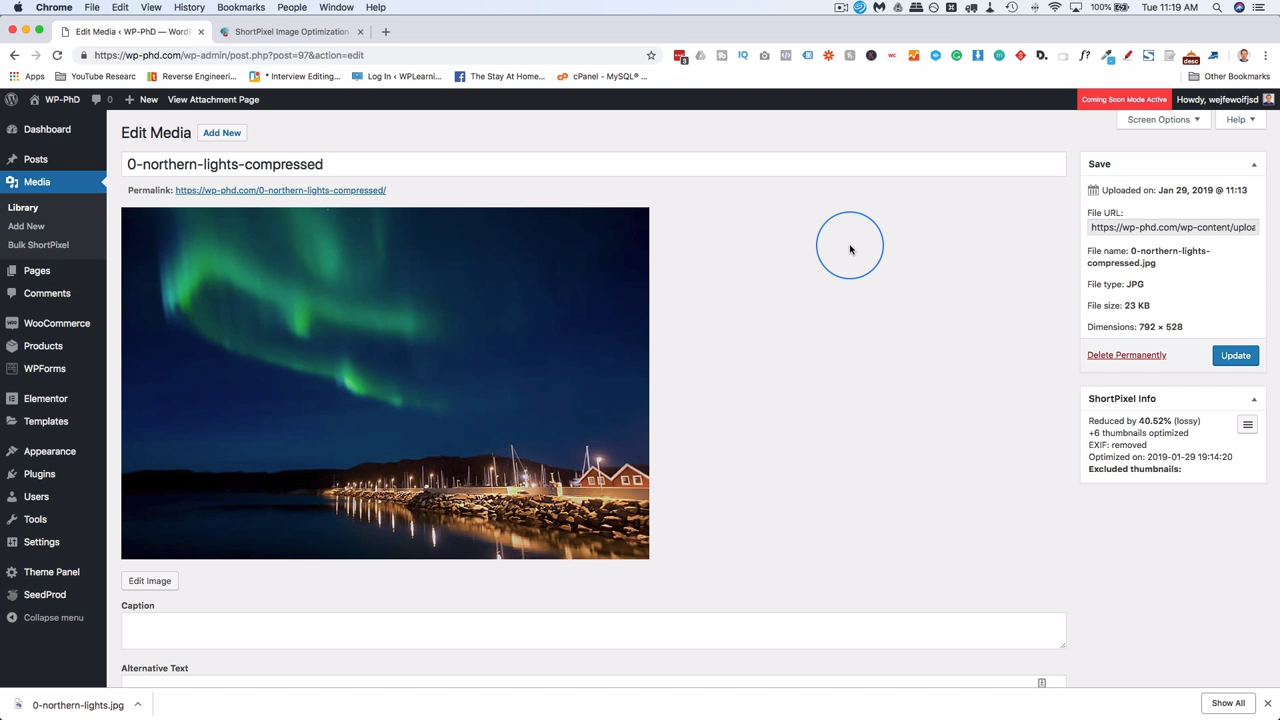 Chrome File Edit View History Bookmarks People Window Help 100% Tue 11:19 AM
Edit Media ‹ WP-PhD — WordP
ShortPixel Image Optimization
https://wp-phd.com/wp-admin/post.php?post=97&action=edit
Apps YouTube Researc Reverse Engineeri... * Interview Editing... Log In ‹ WPLearni... The Stay At Home... cPanel - MySQL® ... Other Bookmarks
WP-PhD 0 New View Attachment Page Coming Soon Mode Active Howdy, wejfewoifjsd
Screen Options Help
Dashboard
Posts
Media
Library
Add New
Bulk ShortPixel
Pages
Comments
WooCommerce
Products
WPForms
Elementor
Templates
Appearance
Plugins
Users
Tools
Settings
Theme Panel
SeedProd
Collapse menu
Edit Media Add New
0-northern-lights-compressed
Permalink: https://wp-phd.com/0-northern-lights-compressed/
Edit Image
Caption
Alternative Text
Save
Uploaded on: Jan 29, 2019 @ 11:13
File URL:
https://wp-phd.com/wp-content/uploa
File name: 0-northern-lights-
compressed.jpg
File type: JPG
File size: 23 KB
Dimensions: 792 × 528
Delete Permanently Update
ShortPixel Info
Reduced by 40.52% (lossy)
+6 thumbnails optimized
EXIF: removed
Optimized on: 2019-01-29 19:14:20
Excluded thumbnails:
0-northern-lights.jpg
Show All